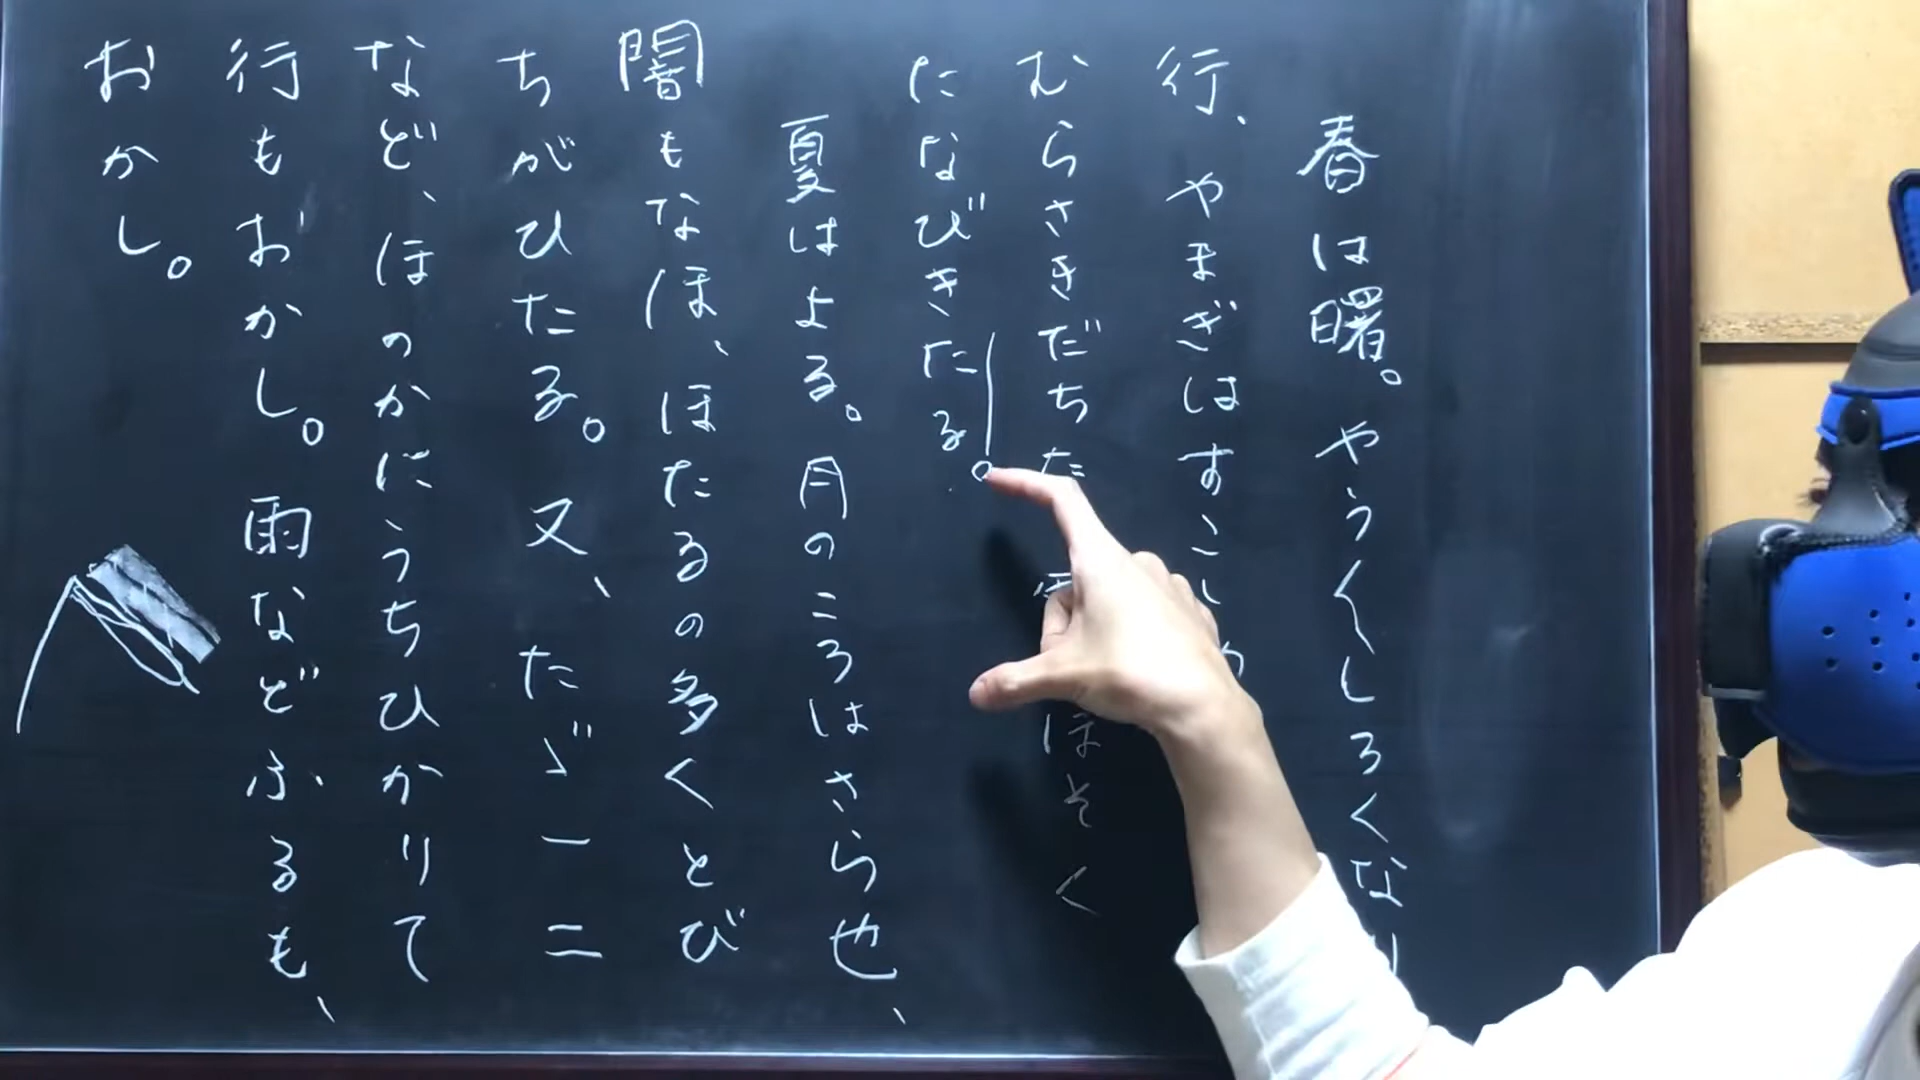 春は曙。やう〱しろくなり
行、やまぎはすこし
むらさきだちた ほそく
たなびきたる。
夏はよる。月のころはさら也、
闇もなほ、ほたるの多くとび
ちがひたる。又、たゞ一二
など、ほのかにうちひかりて
行もおかし。雨などふるも、
おかし。